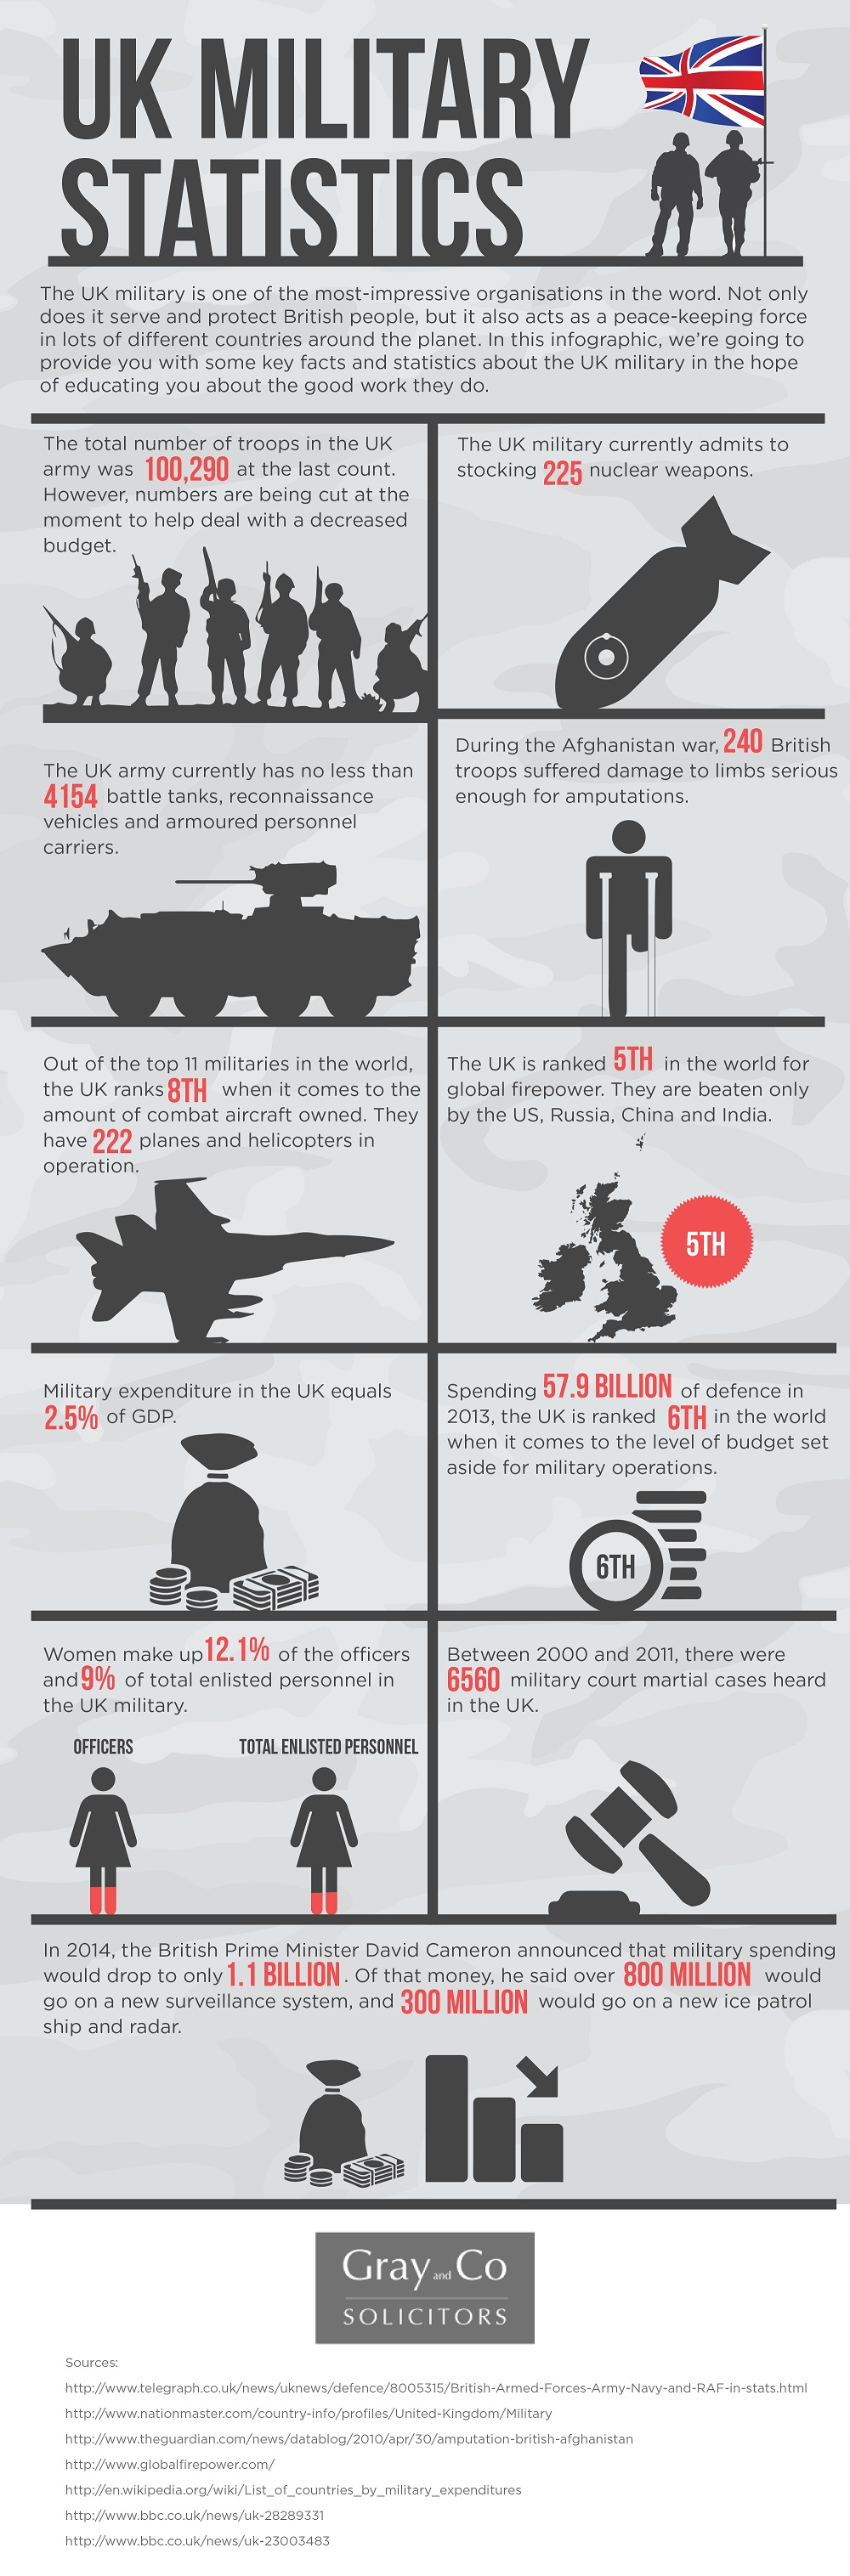 UK MILITARY
STATISTICS
The UK military is one of the most-impressive organisations in the word. Not only
does it serve and protect British people, but it also acts as a peace-keeping force
in lots of different countries around the planet. In this infographic, we're going to
provide you with some key facts and statistics about the UK military in the hope
of educating you about the good work they do.
The total number of troops in the UK
army was 100,290 at the last count.
However, numbers are being cut at the
moment to help deal with a decreased
budget.
The UK military currently admits to
stocking 225 nuclear weapons.
The UK army currently has no less than
4154 battle tanks, reconnaissance
vehicles and armoured personnel
carriers.
During the Afghanistan war, 240 British
troops suffered damage to limbs serious
enough for amputations.
Out of the top 11 militaries in the world,
the UK ranks 8TH when it comes to the
amount of combat aircraft owned. They
have 222 planes and helicopters in
operation.
The UK is ranked 5TH in the world for
global firepower. They are beaten only
by the US, Russia, China and India.
5TH
Military expenditure in the UK equals
2.5% of GDP.
Spending 57.9 BILLION of defence in
2013, the UK is ranked 6TH in the world
when it comes to the level of budget set
aside for military operations.
6TH
Women make up 12.1% of the officers
and 9% of total enlisted personnel in
the UK military.
OFFICERS
TOTAL ENLISTED PERSONNEL
Between 2000 and 2011, there were
6560 military court martial cases heard
in the UK.
In 2014, the British Prime Minister David Cameron announced that military spending
would drop to only 1.1 BILLION. Of that money, he said over 800 MILLION would
go on a new surveillance system, and 300 MILLION would go on a new ice patrol
ship and radar.
Gray and Co
SOLICITORS
Sources:
http://www.telegraph.co.uk/news/uknews/defence/8005315/British-Armed-Forces-Army-Navy-and-RAF-in-stats.html
http://www.nationmaster.com/country-info/profiles/United-Kingdom/Military
http://www.theguardian.com/news/datablog/2010/apr/30/amputation-british-afghanistan
http://www.globalfirepower.com/
http://en.wikipedia.org/wiki/List_of_countries_by_military_expenditures
http://www.bbc.co.uk/news/uk-28289331
http://www.bbc.co.uk/news/uk-23003483